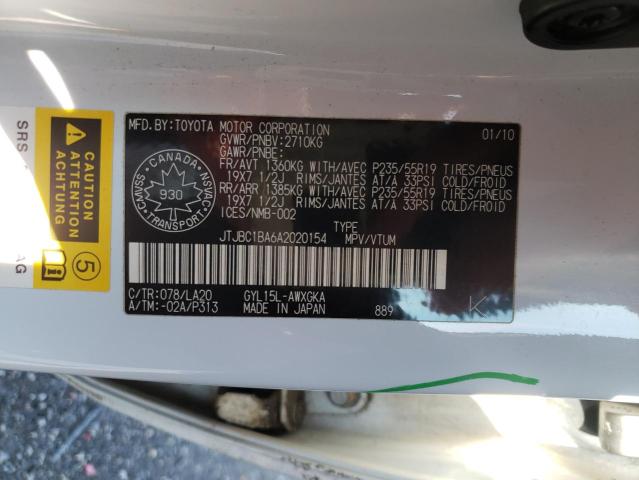 MFD.BY:TOYOTA MOTOR CORPORATION 01/10
GVWR/PNBV:2710KG
GAWR/PNBE:
FR/AVT 1360KG WITH/AVEC P235/55R19 TIRES/PNEUS
19X7 1/2J RIMS/JANTES AT/A 33PSI COLD/FROID
RR/ARR 1385KG WITH/AVEC P235/55R19 TIRES/PNEUS
19X7 1/2J RIMS/JANTES AT/A 33PSI COLD/FROID
ICES/NMB-002
TYPE
JTJBC1BA6A2020154 MPV/VTUM
C/TR:078/LA20 GYL15L-AWXGKA
A/TM:-02A/P313 MADE IN JAPAN 889 K
CANADA
930
TRANSPORT
SRS
CAUTION
ATTENTION
5
AG